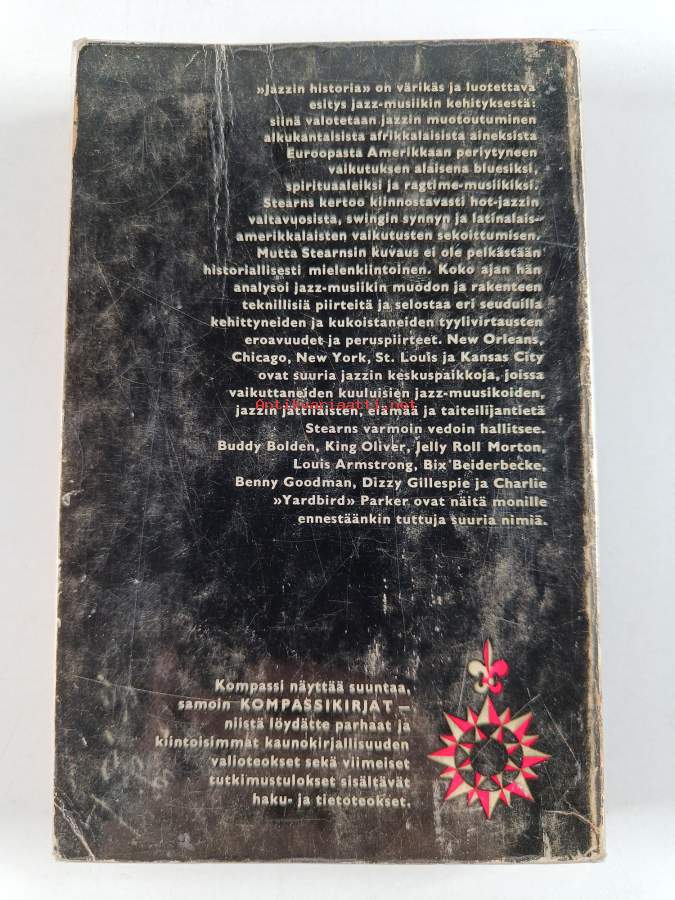 »Jazzin historia» on värikäs ja luotettava
esitys jazz-musiikin kehityksestä:
siinä valotetaan jazzin muotoutuminen
alkukantaisista afrikkalaisista aineksista
Euroopasta Amerikkaan periytyneen
vaikutuksen alaisena bluesiksi,
spirituaaleiksi ja ragtime-musiikiksi.
Stearns kertoo kiinnostavasti hot-jazzin
valtavuosista, swingin synnyn ja latinalais-
amerikkalaisten vaikutusten sekoittumisen.
Mutta Stearnsin kuvaus ei ole pelkästään
historiallisesti mielenkiintoinen. Koko ajan hän
analysoi jazz-musiikin muodon ja rakenteen
teknillisiä piirteitä ja selostaa eri seuduilla
kehittyneiden ja kukoistaneiden tyylivirtausten
eroavuudet ja peruspiirteet. New Orleans,
Chicago, New York, St. Louis ja Kansas City
ovat suuria jazzin keskuspaikkoja, joissa
vaikuttaneiden kuuluisien jazz-muusikoiden,
Antikvariaatti.net
jazzin jättiläisten, elämää ja taiteilijantietä
Stearns varmoin vedoin hallitsee.
Buddy Bolden, King Oliver, Jelly Roll Morton,
Louis Armstrong, Bix Beiderbecke,
Benny Goodman, Dizzy Gillespie ja Charlie
»Yardbird» Parker ovat näitä monille
ennestäänkin tuttuja suuria nimiä.
Kompassi näyttää suuntaa,
samoin KOMPASSIKIRJAT —
niistä löydätte parhaat ja
kiintoisimmat kaunokirjallisuuden
valioteokset sekä viimeiset
tutkimustulokset sisältävät
haku- ja tietoteokset.